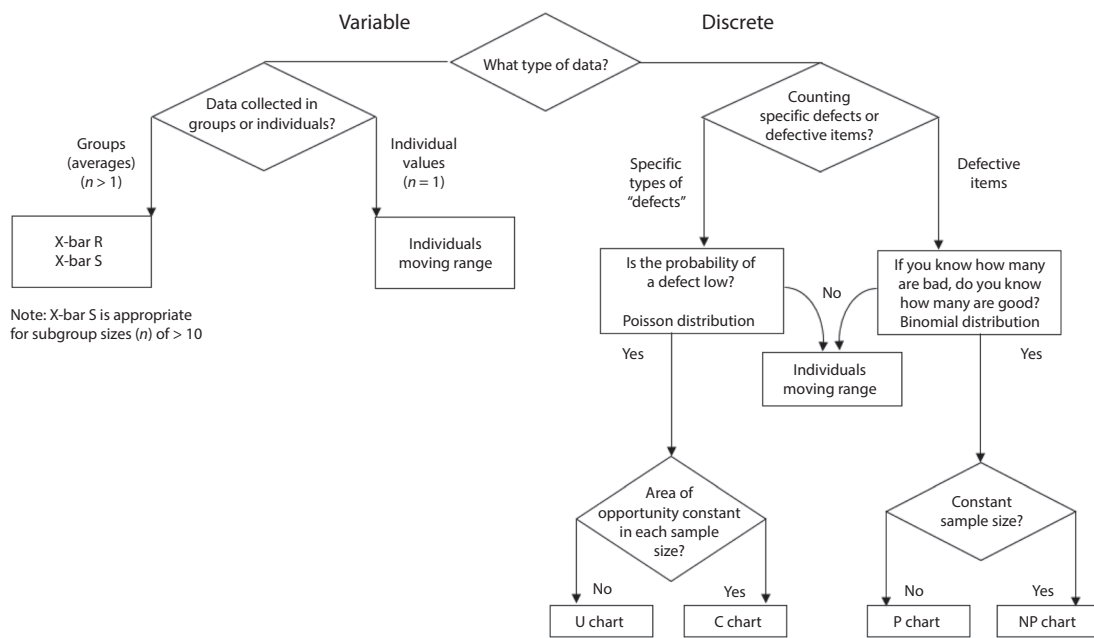 Variable
Discrete
What type of data?
Data collected in
groups or individuals?
Counting
specific defects or
defective items?
Groups
(averages)
(n > 1)
Individual
values
(n = 1)
Specific
types of
"defects"
Defective
items
X-bar R
X-bar S
Individuals
moving range
Note: X-bar S is appropriate
for subgroup sizes (n) of > 10
Is the probability of
a defect low?
Poisson distribution
No
If you know how many
are bad, do you know
how many are good?
Binomial distribution
Yes
Individuals
moving range
Yes
Area of
opportunity constant
in each sample
size?
Constant
sample size?
No
Yes
No
Yes
U chart
C chart
P chart
NP chart